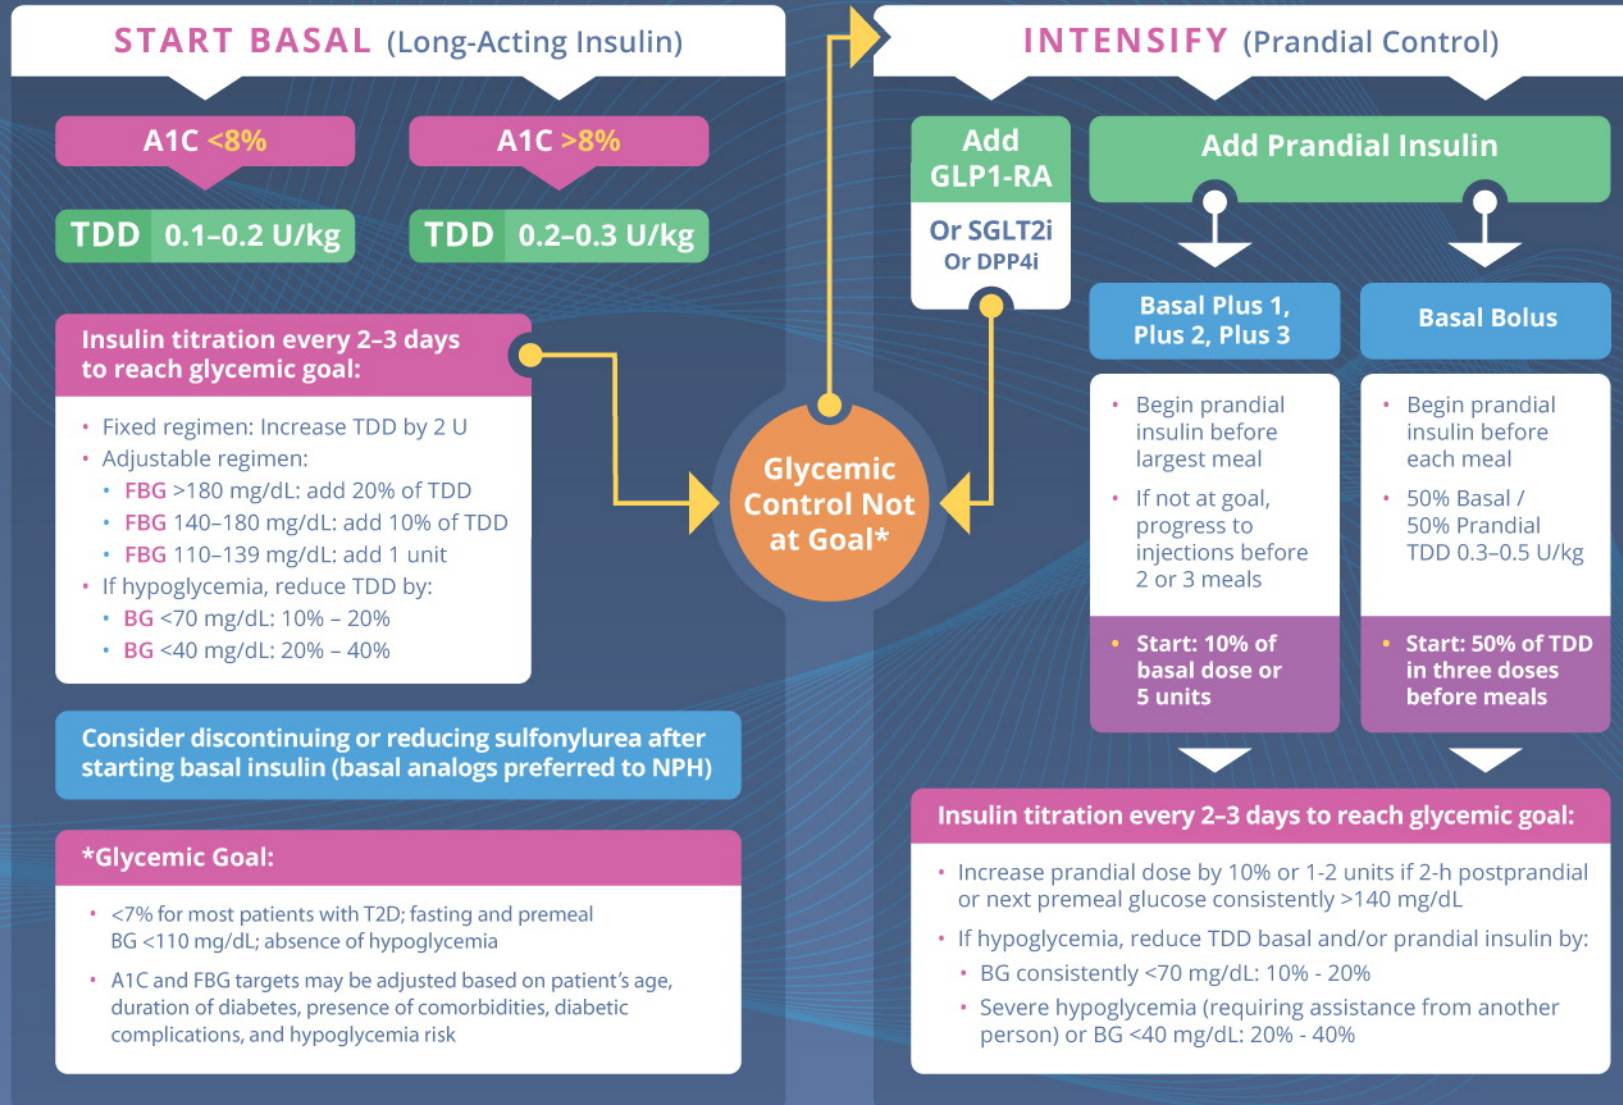 START BASAL (Long-Acting Insulin)
A1C <8%
A1C >8%
TDD 0.1–0.2 U/kg
TDD 0.2–0.3 U/kg
Insulin titration every 2–3 days
to reach glycemic goal:
• Fixed regimen: Increase TDD by 2 U
• Adjustable regimen:
• FBG >180 mg/dL: add 20% of TDD
• FBG 140–180 mg/dL: add 10% of TDD
• FBG 110–139 mg/dL: add 1 unit
• If hypoglycemia, reduce TDD by:
• BG <70 mg/dL: 10% – 20%
• BG <40 mg/dL: 20% – 40%
Consider discontinuing or reducing sulfonylurea after
starting basal insulin (basal analogs preferred to NPH)
*Glycemic Goal:
• <7% for most patients with T2D; fasting and premeal
BG <110 mg/dL; absence of hypoglycemia
• A1C and FBG targets may be adjusted based on patient's age,
duration of diabetes, presence of comorbidities, diabetic
complications, and hypoglycemia risk
Glycemic
Control Not
at Goal*
INTENSIFY (Prandial Control)
Add
GLP1-RA
Or SGLT2i
Or DPP4i
Add Prandial Insulin
Basal Plus 1,
Plus 2, Plus 3
• Begin prandial
insulin before
largest meal
• If not at goal,
progress to
injections before
2 or 3 meals
• Start: 10% of
basal dose or
5 units
Basal Bolus
• Begin prandial
insulin before
each meal
• 50% Basal /
50% Prandial
TDD 0.3–0.5 U/kg
• Start: 50% of TDD
in three doses
before meals
Insulin titration every 2–3 days to reach glycemic goal:
• Increase prandial dose by 10% or 1-2 units if 2-h postprandial
or next premeal glucose consistently >140 mg/dL
• If hypoglycemia, reduce TDD basal and/or prandial insulin by:
• BG consistently <70 mg/dL: 10% - 20%
• Severe hypoglycemia (requiring assistance from another
person) or BG <40 mg/dL: 20% - 40%